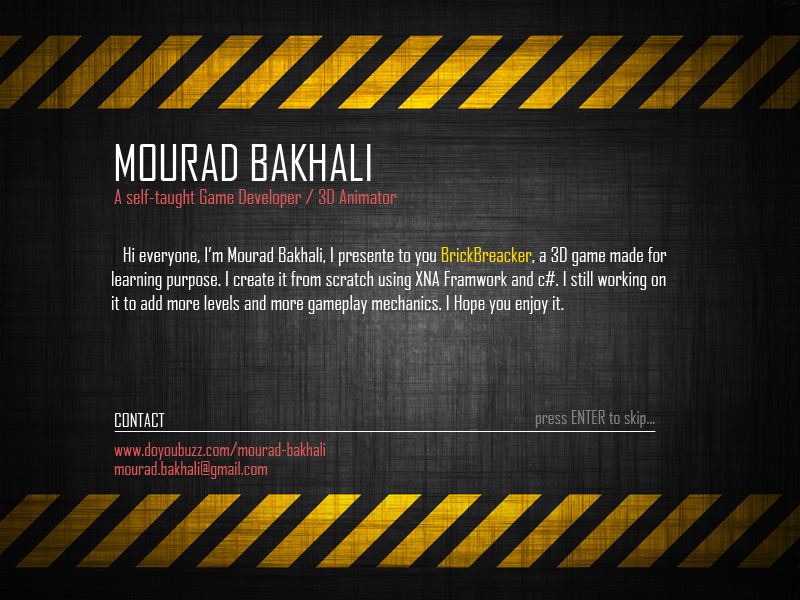 MOURAD BAKHALI
A self-taught Game Developer / 3D Animator
Hi everyone, I'm Mourad Bakhali, I presente to you BrickBreacker, a 3D game made for
learning purpose. I create it from scratch using XNA Framwork and c#. I still working on
it to add more levels and more gameplay mechanics. I Hope you enjoy it.
CONTACT
press ENTER to skip...
www.doyoubuzz.com/mourad-bakhali
mourad.bakhali@gmail.com